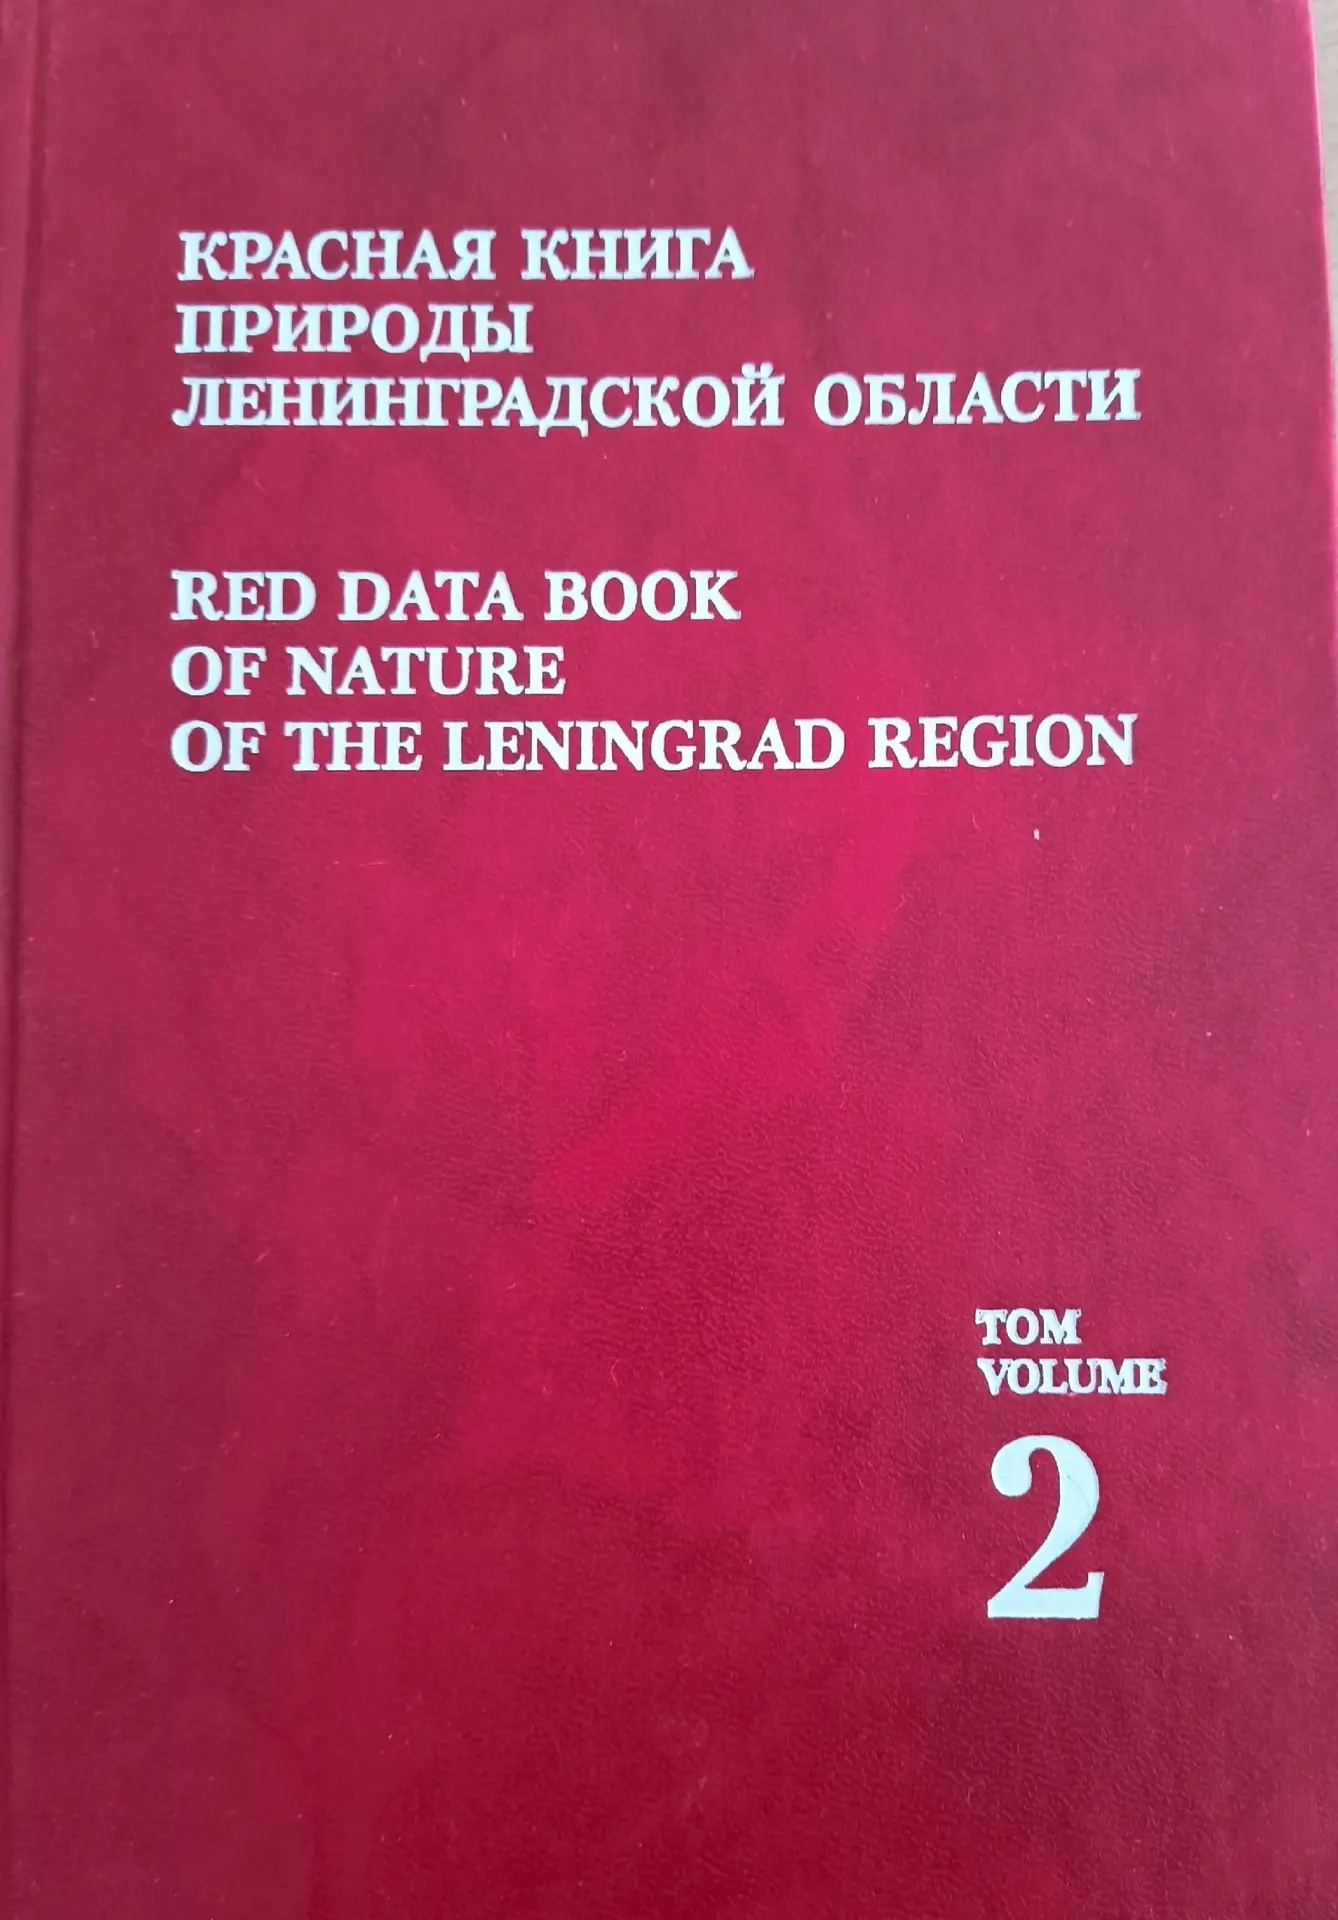 КРАСНАЯ КНИГА
ПРИРОДЫ
ЛЕНИНГРАДСКОЙ ОБЛАСТИ
RED DATA BOOK
OF NATURE
OF THE LENINGRAD REGION
ТОМ
VOLUME
2